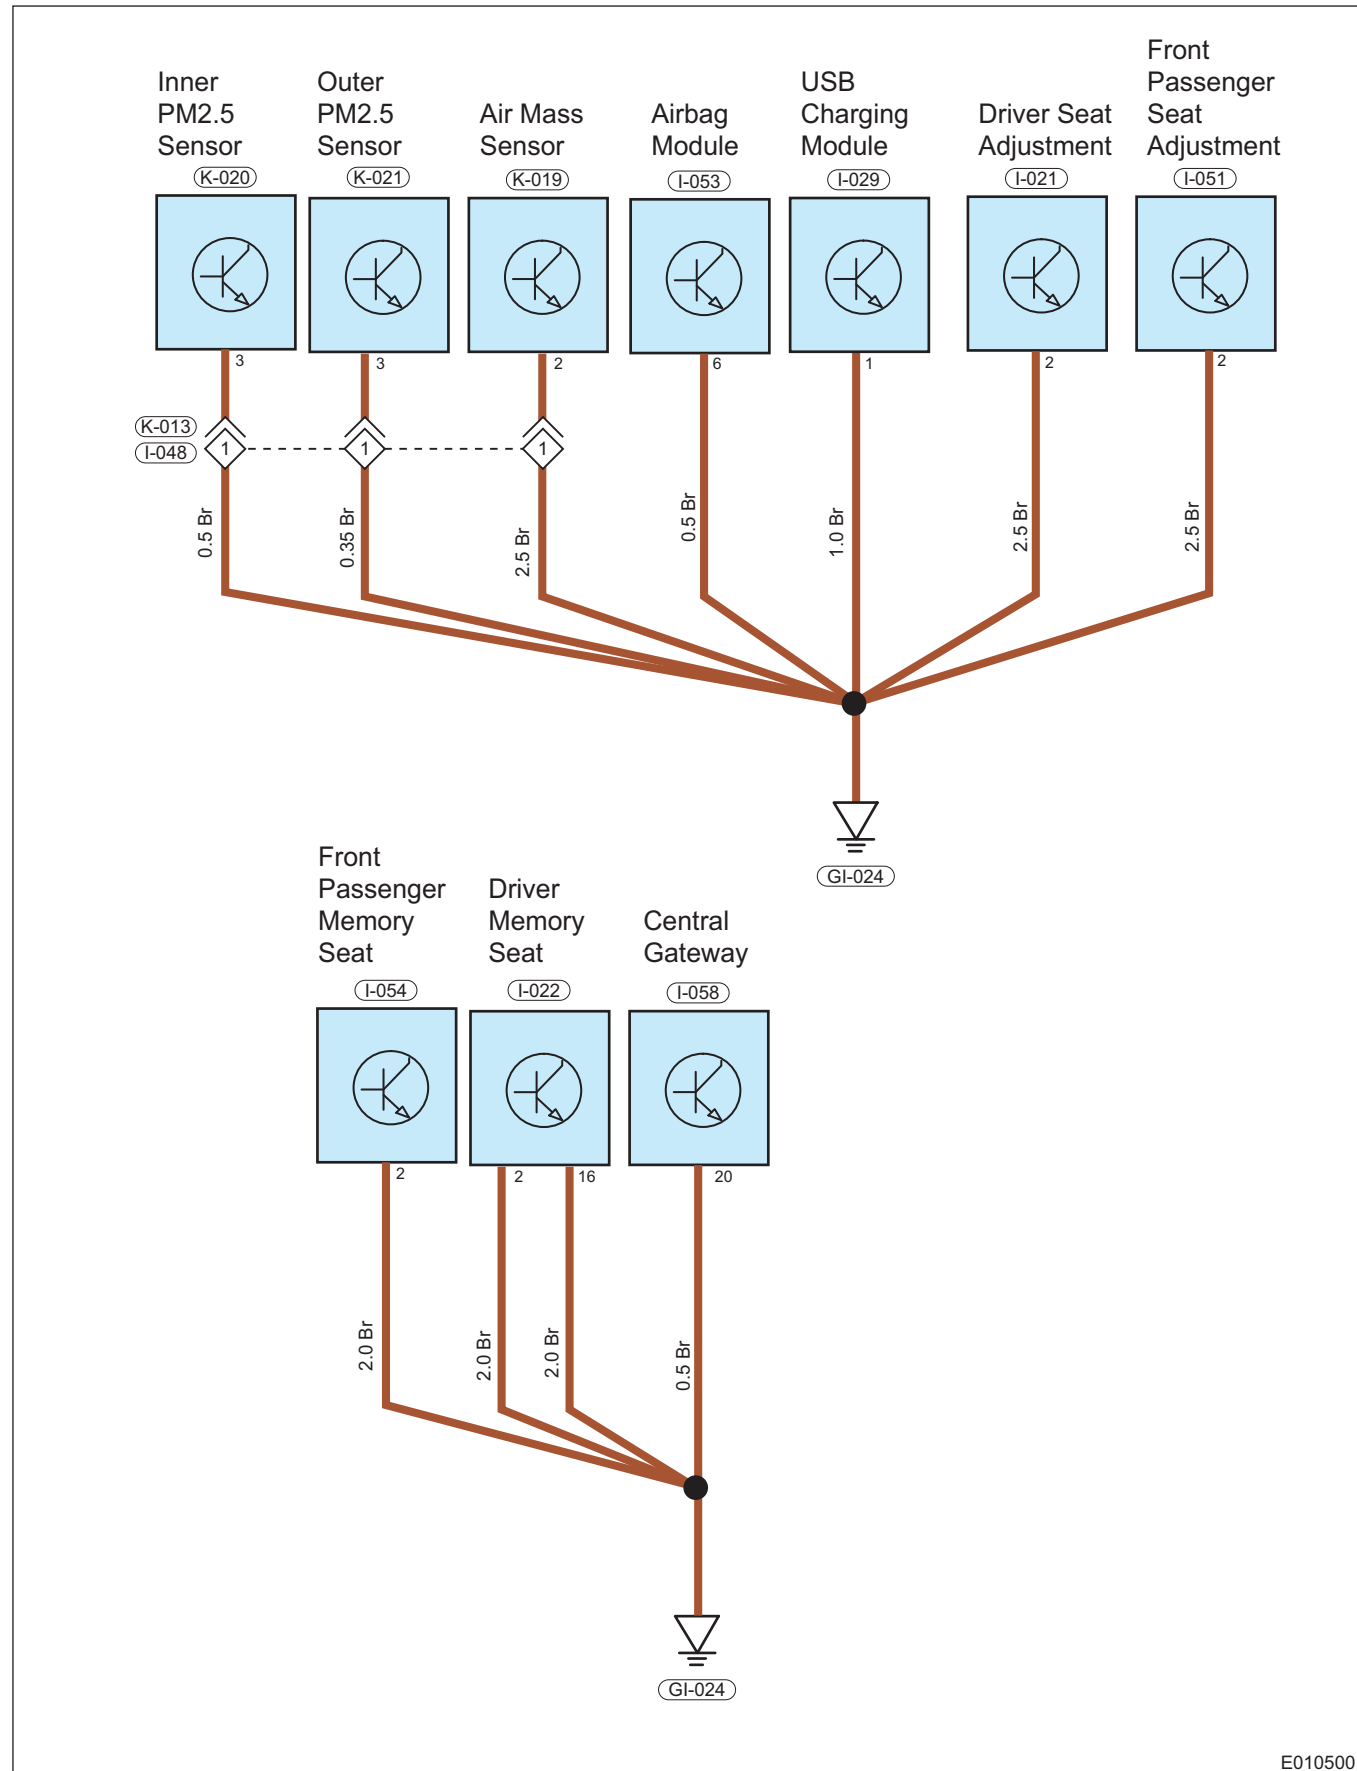 Inner
PM2.5
Sensor
K-020
Outer
PM2.5
Sensor
K-021
Air Mass
Sensor
K-019
Airbag
Module
I-053
USB
Charging
Module
I-029
Driver Seat
Adjustment
I-021
Front
Passenger
Seat
Adjustment
I-051
3
3
2
6
1
2
2
K-013
I-048
1
1
1
0.5 Br
0.35 Br
2.5 Br
0.5 Br
1.0 Br
2.5 Br
2.5 Br
GI-024
Front
Passenger
Memory
Seat
I-054
Driver
Memory
Seat
I-022
Central
Gateway
I-058
2
2
16
20
2.0 Br
2.0 Br
2.0 Br
0.5 Br
GI-024
E010500